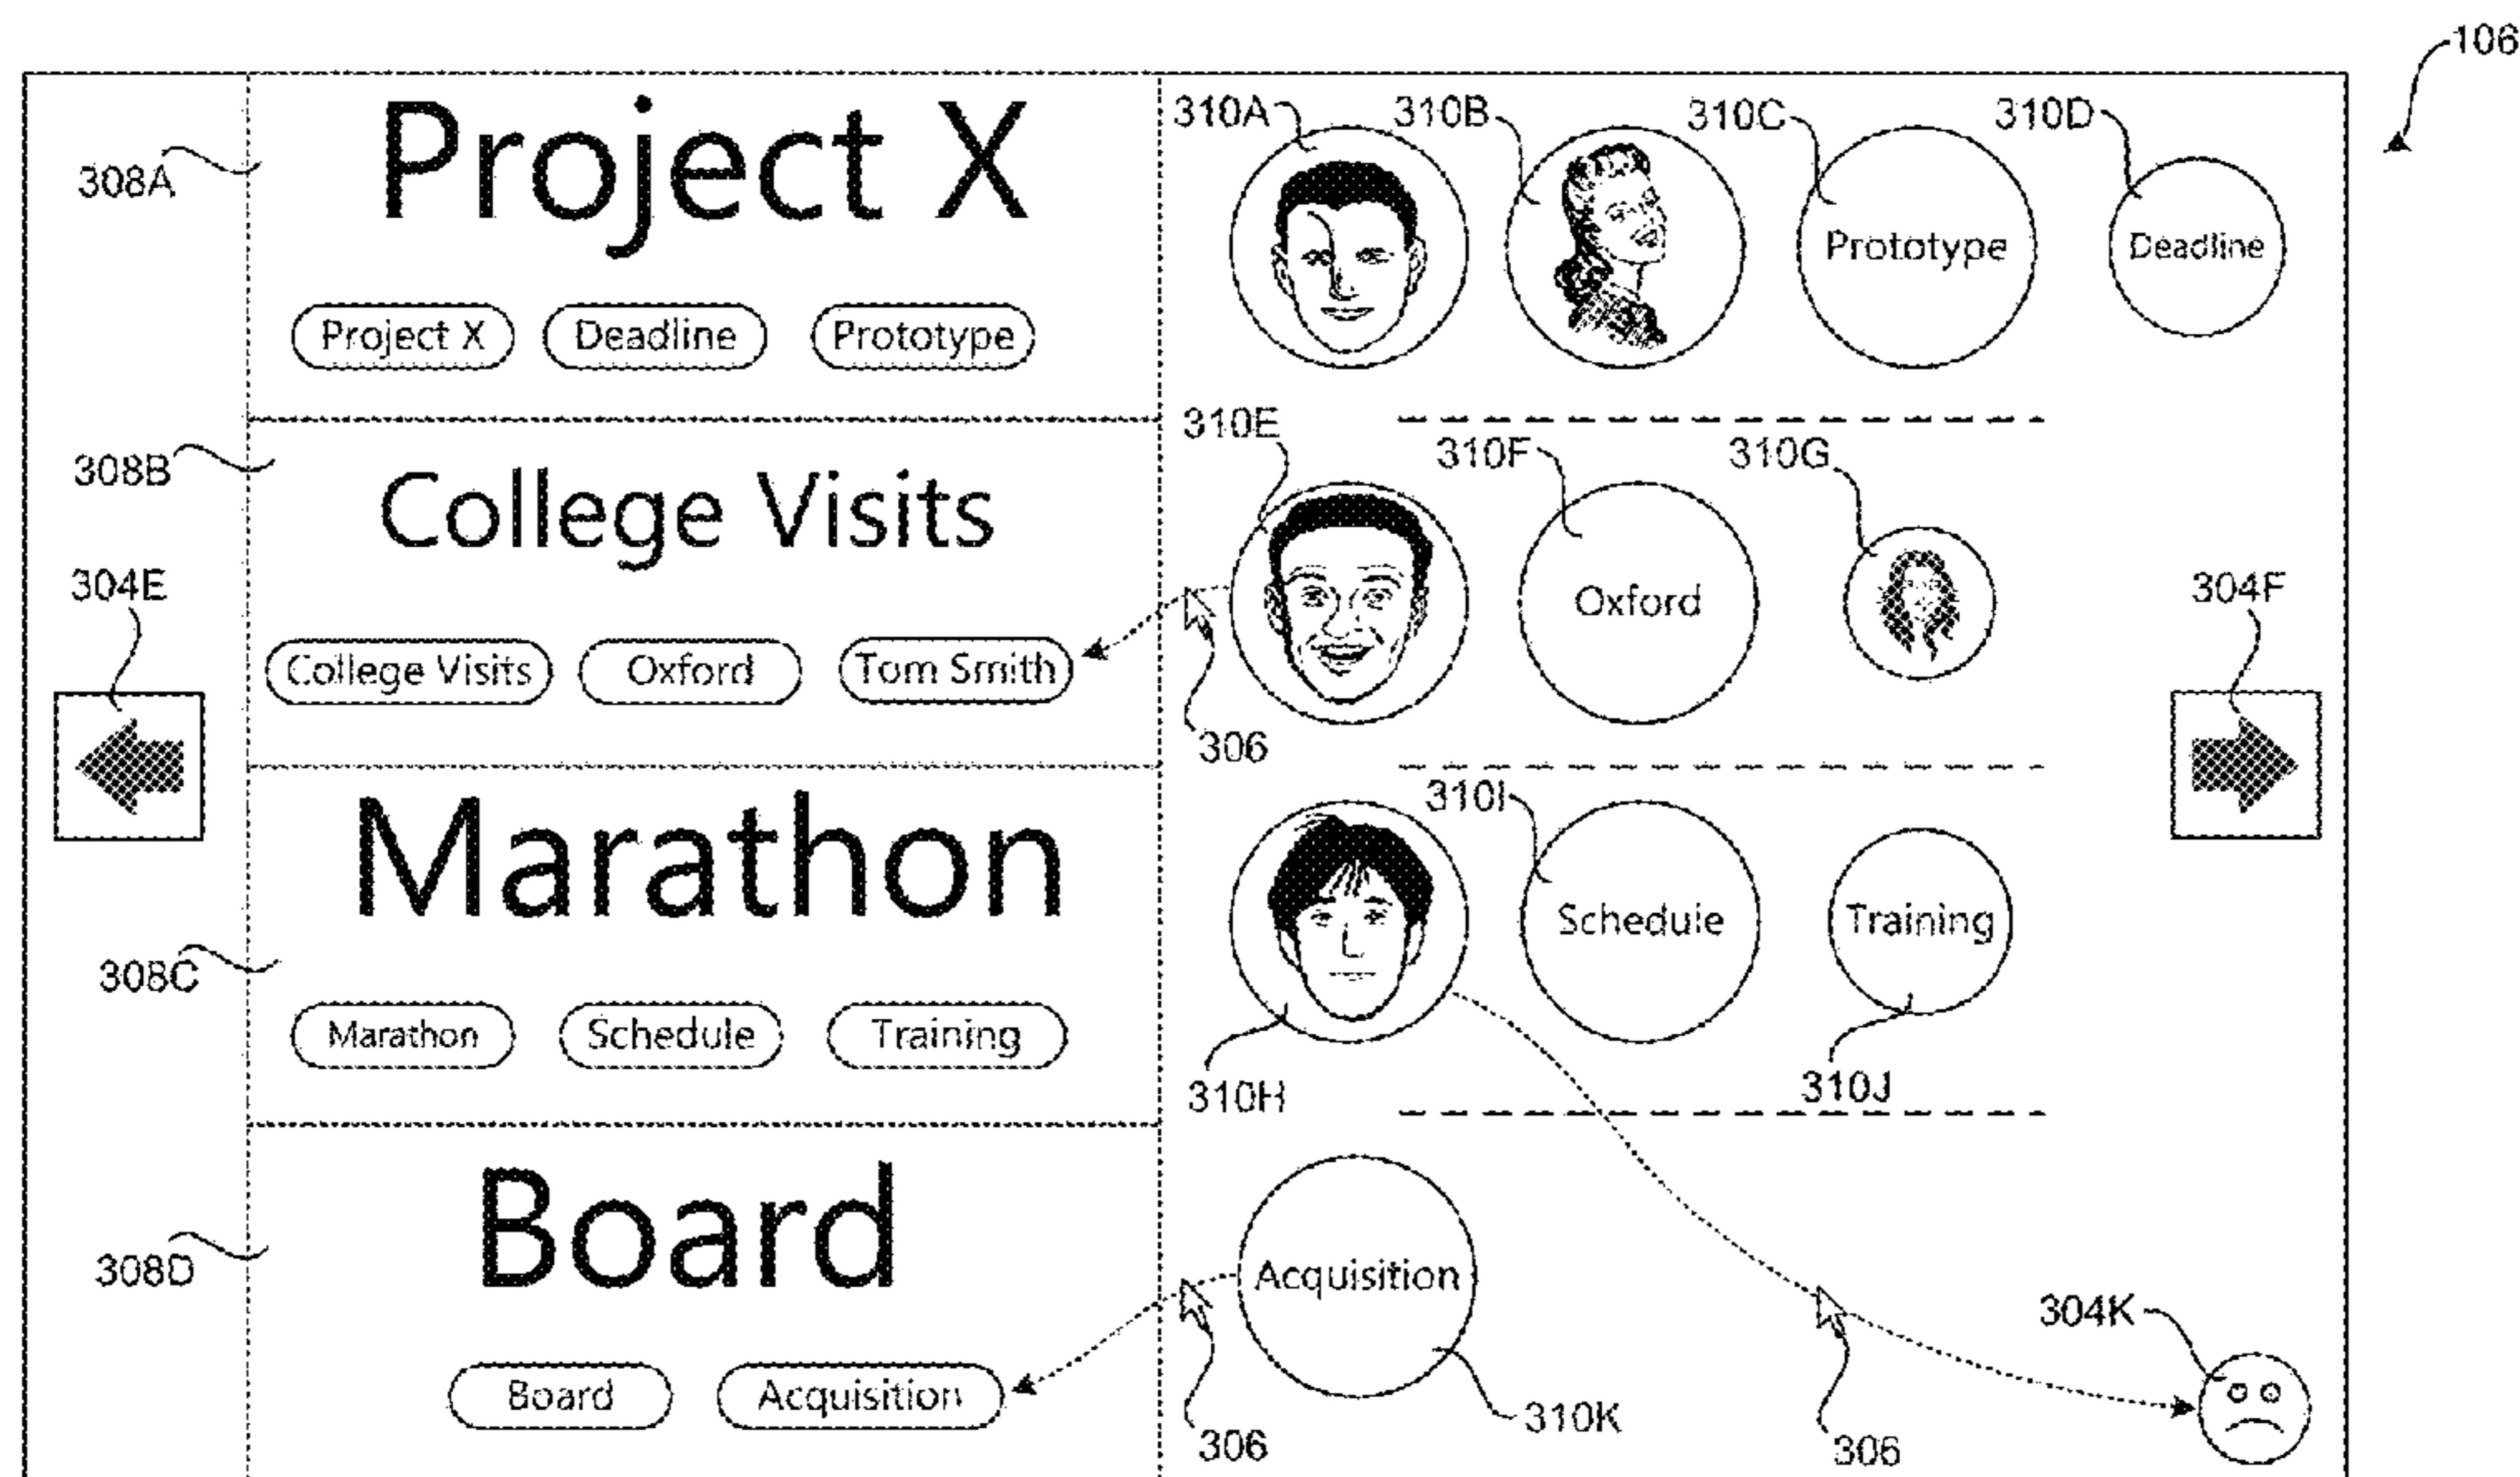 106
310A 310B 310C 310D
Project X
308A
Prototype
Deadline
Project X Deadline Prototype
310E
310F 310G
308B
College Visits
304E
304F
Oxford
College Visits Oxford Tom Smith
306
310I
Marathon
Schedule
Training
308C
Marathon Schedule Training
310H
310J
Board
308D
Acquisition
304K
Board Acquisition
310K
306
306